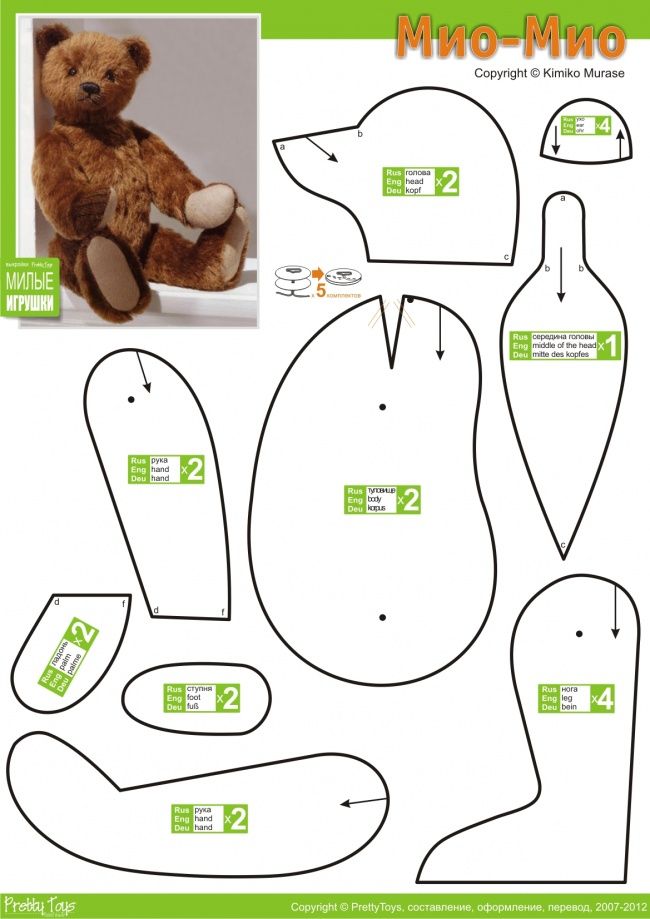 Мио-Мио
Copyright © Kimiko Murase
выкройки PrettyToys
МИЛЫЕ
ИГРУШКИ
a
b
c
Rus голова
Eng head
Deu kopf
x2
Rus ухо
Eng ear
Deu ohr
x4
a
b b
Rus середина головы
Eng middle of the head
Deu mitte des kopfes
x1
c
x 5 комплектов
Rus рука
Eng hand
Deu hand
x2
d f
Rus туловище
Eng body
Deu korpus
x2
d f
Rus ладонь
Eng palm
Deu palme
x2
Rus ступня
Eng foot
Deu fuß
x2
Rus нога
Eng leg
Deu bein
x4
Rus рука
Eng hand
Deu hand
x2
Pretty Toys
Copyright © PrettyToys, составление, оформление, перевод, 2007-2012